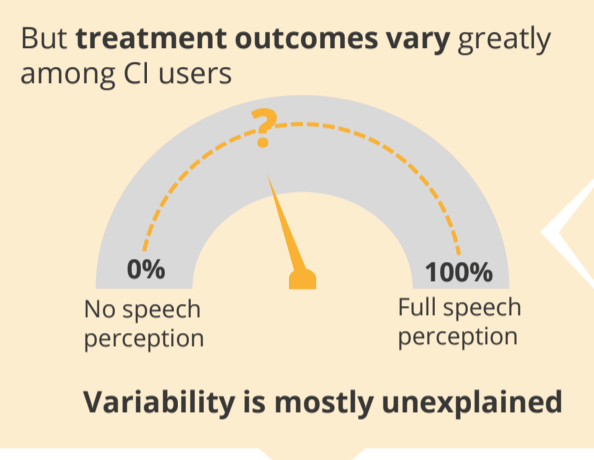 But treatment outcomes vary greatly
among CI users
?
0%
100%
No speech
perception
Full speech
perception
Variability is mostly unexplained